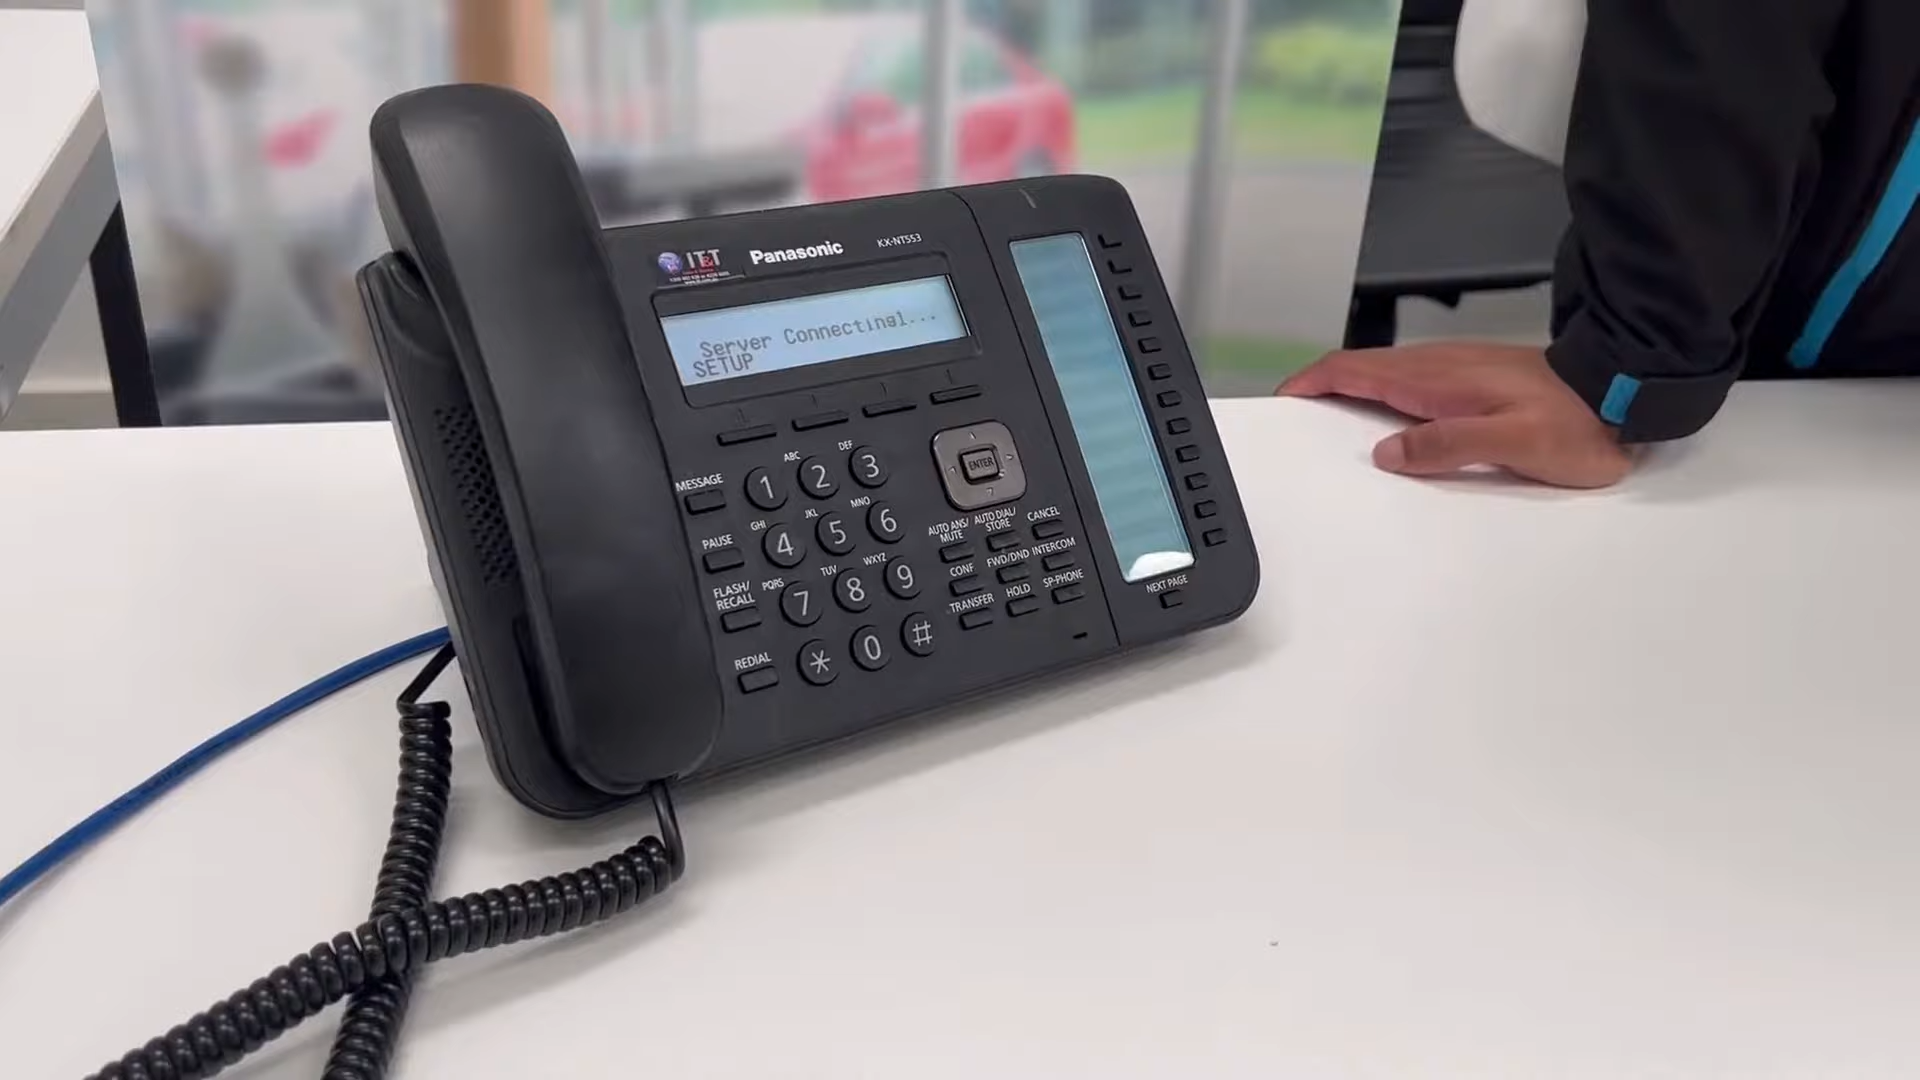 IT&T
Panasonic
KX-NT553
Server Connecting1...
SETUP
MESSAGE
PAUSE
FLASH/
RECALL
REDIAL
1
ABC
2
DEF
3
GHI
4
JKL
5
MNO
6
PQRS
7
TUV
8
WXYZ
9
*
0
#
ENTER
AUTO ANS/
MUTE
AUTO DIAL/
STORE
CANCEL
CONF
FWD/DND
INTERCOM
TRANSFER
HOLD
SP-PHONE
NEXT PAGE